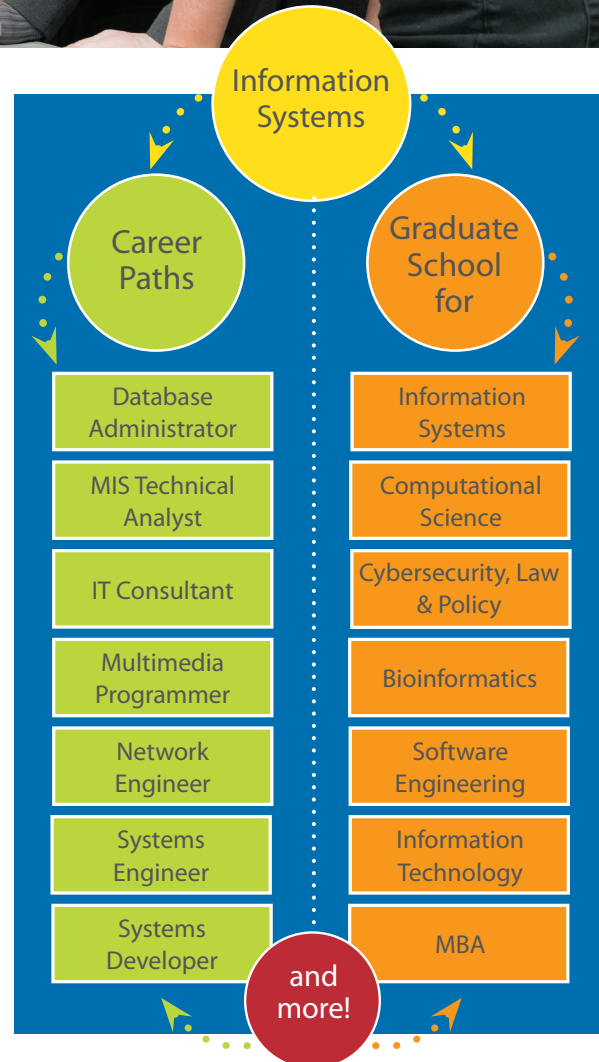 Information
Systems
Career
Paths
Database
Administrator
MIS Technical
Analyst
IT Consultant
Multimedia
Programmer
Network
Engineer
Systems
Engineer
Systems
Developer
Graduate
School
for
Information
Systems
Computational
Science
Cybersecurity, Law
& Policy
Bioinformatics
Software
Engineering
Information
Technology
MBA
and
more!